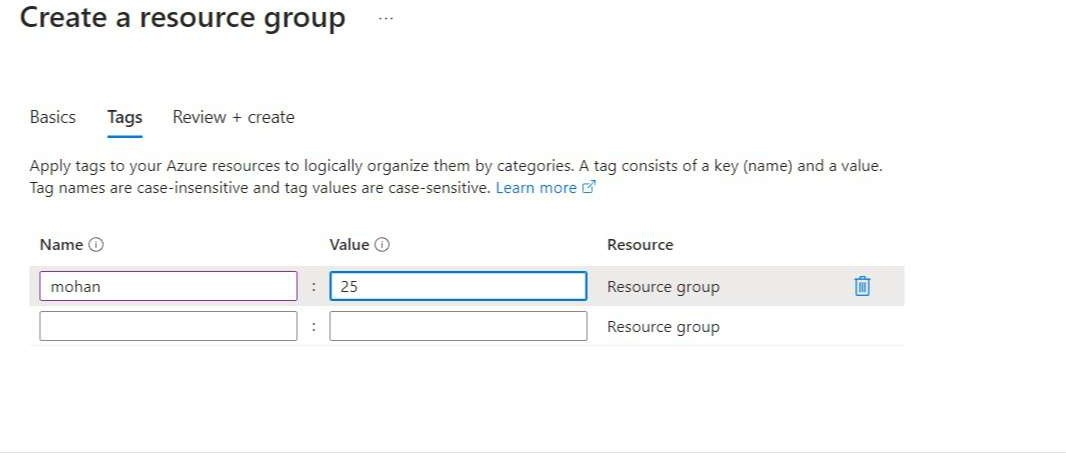 Create a resource group ...
Basics Tags Review + create
Apply tags to your Azure resources to logically organize them by categories. A tag consists of a key (name) and a value.
Tag names are case-insensitive and tag values are case-sensitive. Learn more
Name Value Resource
mohan : 25 Resource group
: Resource group